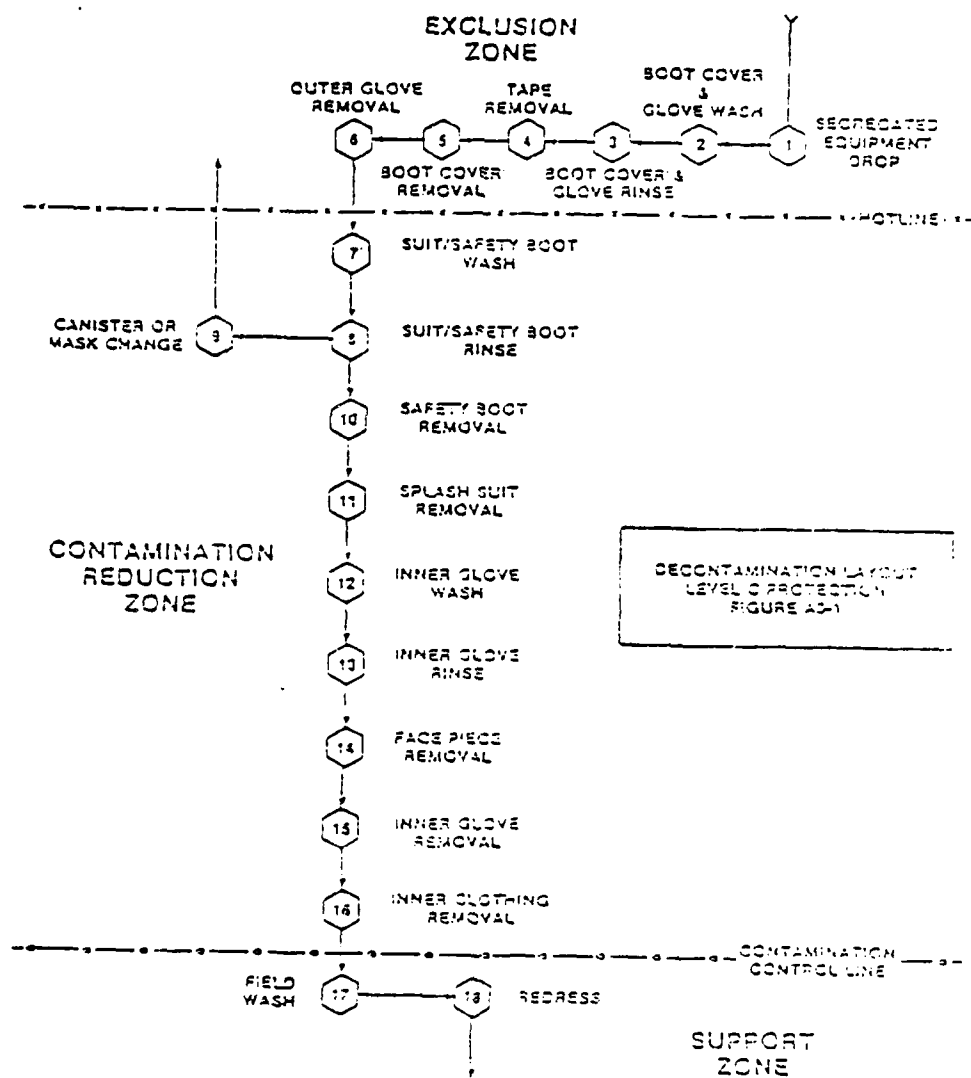 EXCLUSION
ZONE
BOOT COVER
&
GLOVE WASH
OUTER GLOVE
REMOVAL
TAPE
REMOVAL
6
5
4
3
2
1
SEGREGATED
EQUIPMENT
DROP
BOOT COVER
REMOVAL
BOOT COVER &
GLOVE RINSE
HOTLINE
7
SUIT/SAFETY BOOT
WASH
CANISTER OR
MASK CHANGE
9
8
SUIT/SAFETY BOOT
RINSE
10
SAFETY BOOT
REMOVAL
11
SPLASH SUIT
REMOVAL
CONTAMINATION
REDUCTION
ZONE
12
INNER GLOVE
WASH
DECONTAMINATION LAYOUT
LEVEL C PROTECTION
FIGURE A5-1
13
INNER GLOVE
RINSE
14
FACE PIECE
REMOVAL
15
INNER GLOVE
REMOVAL
16
INNER CLOTHING
REMOVAL
CONTAMINATION
CONTROL LINE
FIELD
WASH
17
18
REDRESS
SUPPORT
ZONE